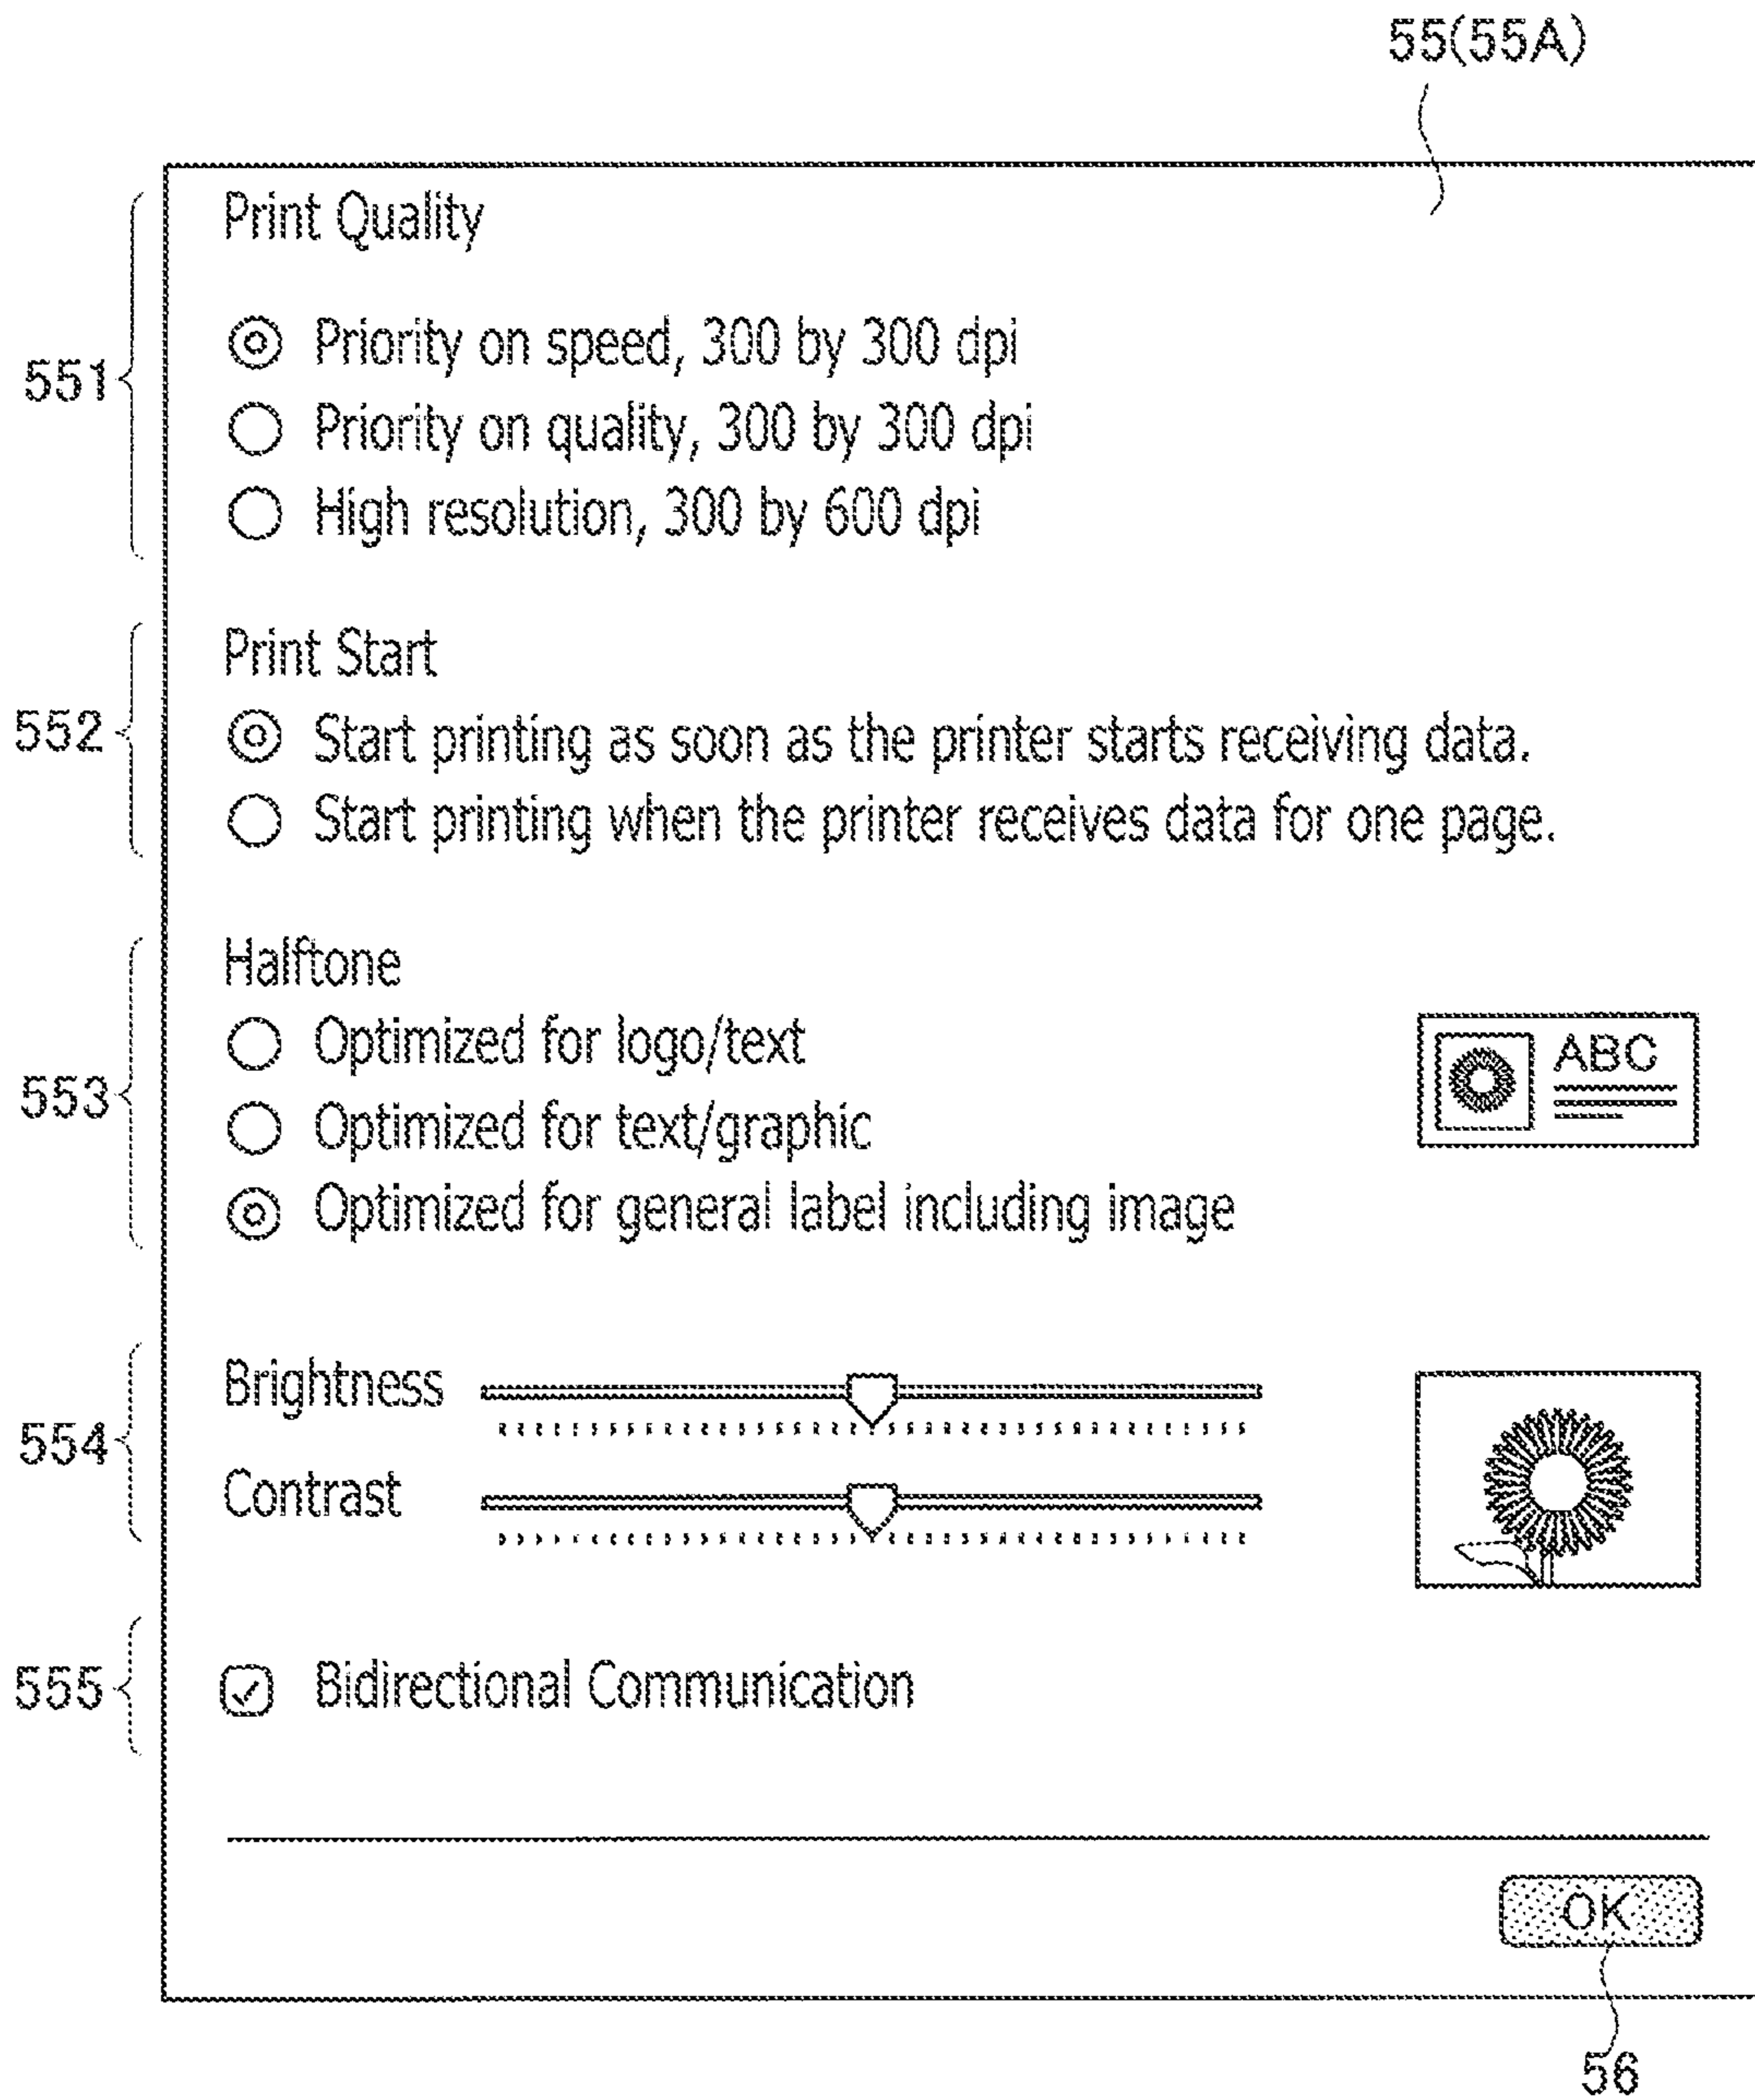 55(55A)
551
Print Quality
Priority on speed, 300 by 300 dpi
Priority on quality, 300 by 300 dpi
High resolution, 300 by 600 dpi
552
Print Start
Start printing as soon as the printer starts receiving data.
Start printing when the printer receives data for one page.
553
Halftone
Optimized for logo/text
Optimized for text/graphic
Optimized for general label including image
ABC
554
Brightness
Contrast
555
Bidirectional Communication
OK
56